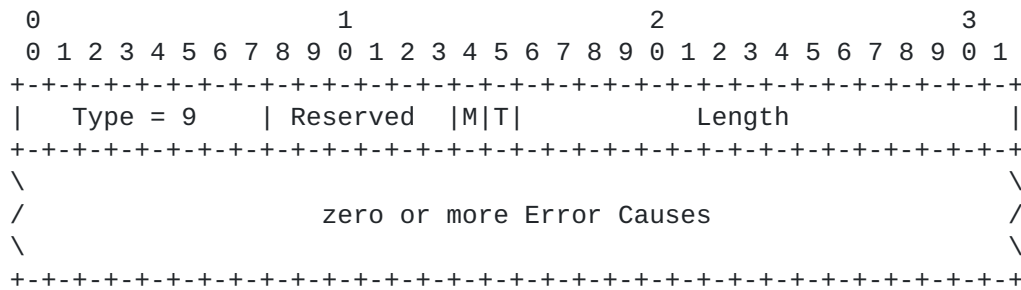 0                   1                   2                   3
 0 1 2 3 4 5 6 7 8 9 0 1 2 3 4 5 6 7 8 9 0 1 2 3 4 5 6 7 8 9 0 1
+-+-+-+-+-+-+-+-+-+-+-+-+-+-+-+-+-+-+-+-+-+-+-+-+-+-+-+-+-+-+-+-+
|   Type = 9    | Reserved  |M|T|           Length              |
+-+-+-+-+-+-+-+-+-+-+-+-+-+-+-+-+-+-+-+-+-+-+-+-+-+-+-+-+-+-+-+-+
\                                                               \
/                   zero or more Error Causes                   /
\                                                               \
+-+-+-+-+-+-+-+-+-+-+-+-+-+-+-+-+-+-+-+-+-+-+-+-+-+-+-+-+-+-+-+-+